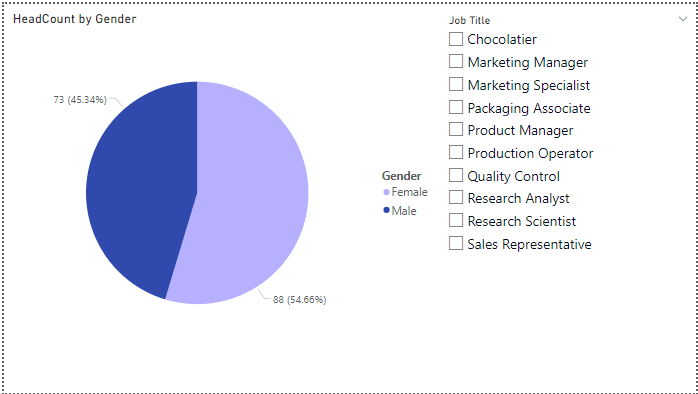 HeadCount by Gender
73 (45.34%)
88 (54.66%)
Gender
Female
Male
Job Title
Chocolatier
Marketing Manager
Marketing Specialist
Packaging Associate
Product Manager
Production Operator
Quality Control
Research Analyst
Research Scientist
Sales Representative